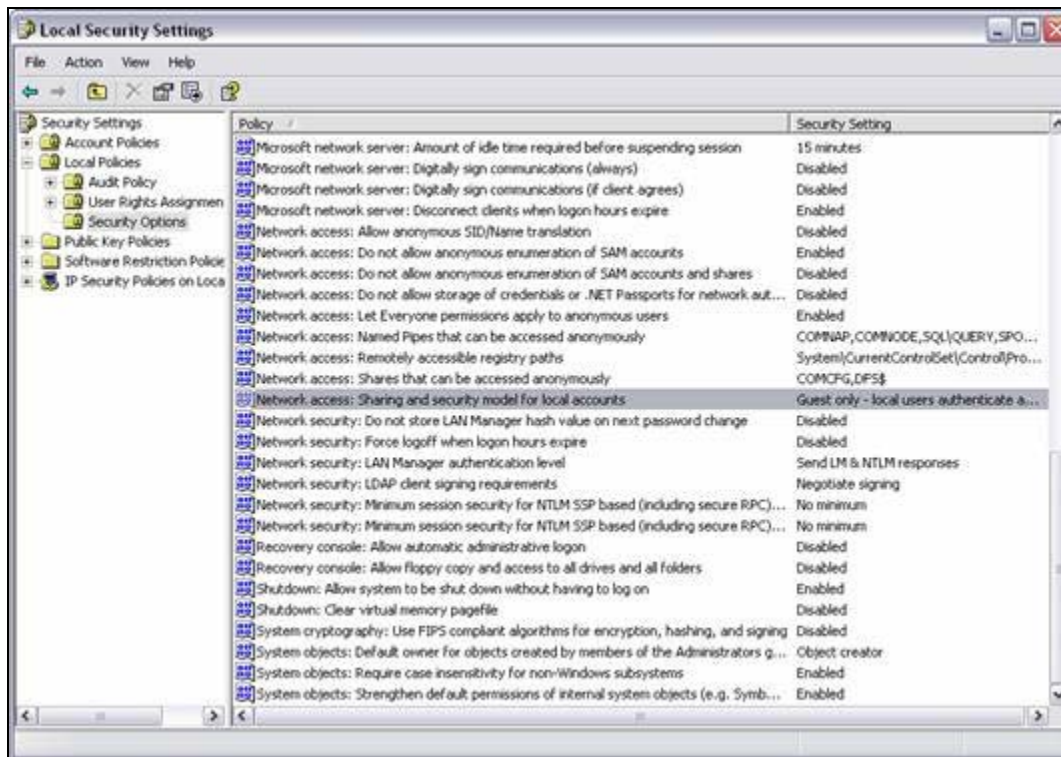 Local Security Settings
File Action View Help
Security Settings
Account Policies
Local Policies
Audit Policy
User Rights Assignmen
Security Options
Public Key Policies
Software Restriction Policie
IP Security Policies on Loca
Policy Security Setting
Microsoft network server: Amount of idle time required before suspending session 15 minutes
Microsoft network server: Digitally sign communications (always) Disabled
Microsoft network server: Digitally sign communications (if client agrees) Disabled
Microsoft network server: Disconnect clients when logon hours expire Enabled
Network access: Allow anonymous SID/Name translation Disabled
Network access: Do not allow anonymous enumeration of SAM accounts Enabled
Network access: Do not allow anonymous enumeration of SAM accounts and shares Disabled
Network access: Do not allow storage of credentials or .NET Passports for network aut... Disabled
Network access: Let Everyone permissions apply to anonymous users Enabled
Network access: Named Pipes that can be accessed anonymously COMNAP,COMNODE,SQL\QUERY,SPO...
Network access: Remotely accessible registry paths System\CurrentControlSet\Control\Pro...
Network access: Shares that can be accessed anonymously COMCFG,DFS$
Network access: Sharing and security model for local accounts Guest only - local users authenticate a...
Network security: Do not store LAN Manager hash value on next password change Disabled
Network security: Force logoff when logon hours expire Disabled
Network security: LAN Manager authentication level Send LM & NTLM responses
Network security: LDAP client signing requirements Negotiate signing
Network security: Minimum session security for NTLM SSP based (including secure RPC)... No minimum
Network security: Minimum session security for NTLM SSP based (including secure RPC)... No minimum
Recovery console: Allow automatic administrative logon Disabled
Recovery console: Allow floppy copy and access to all drives and all folders Disabled
Shutdown: Allow system to be shut down without having to log on Enabled
Shutdown: Clear virtual memory pagefile Disabled
System cryptography: Use FIPS compliant algorithms for encryption, hashing, and signing Disabled
System objects: Default owner for objects created by members of the Administrators g... Object creator
System objects: Require case insensitivity for non-Windows subsystems Enabled
System objects: Strengthen default permissions of internal system objects (e.g. Symb... Enabled